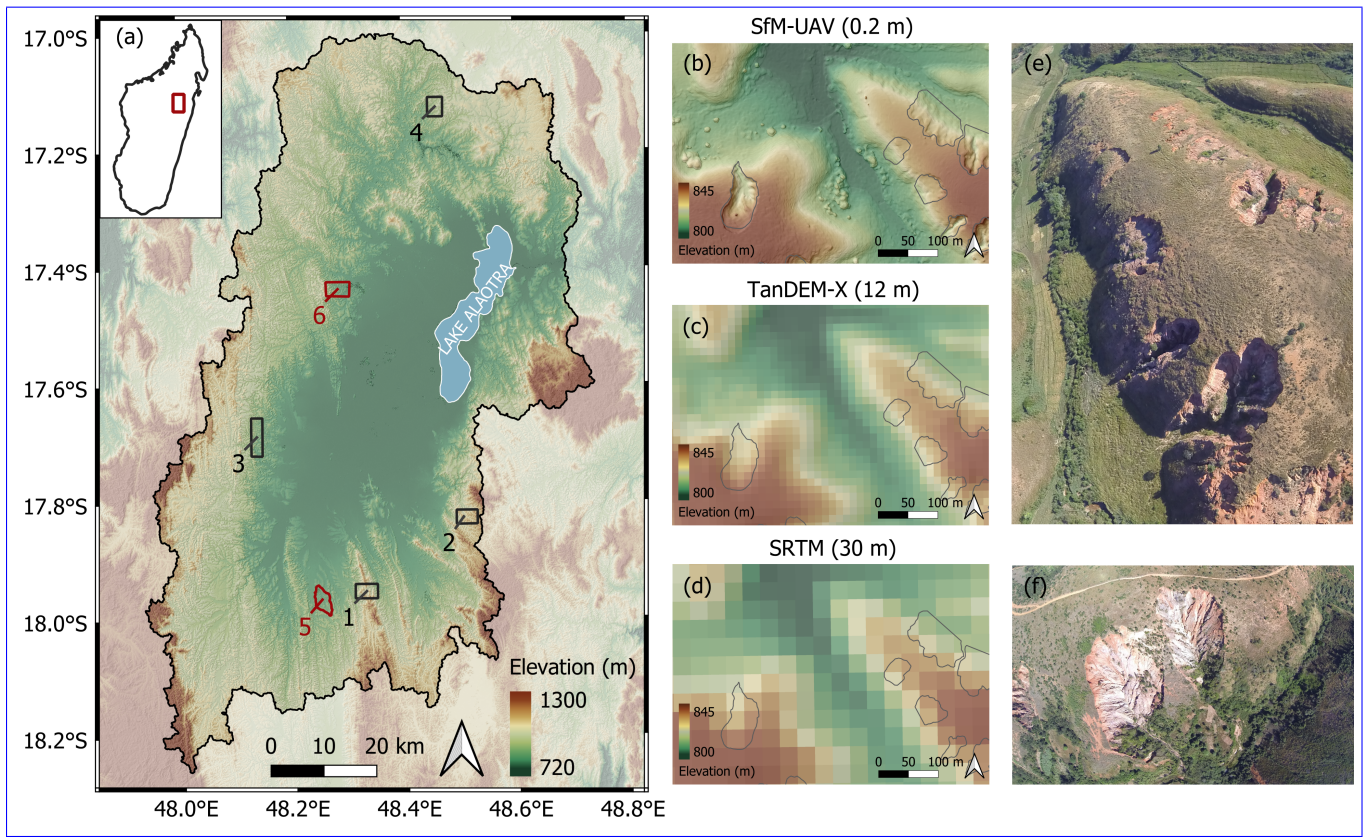 (a)
17.0°S
17.2°S
17.4°S
17.6°S
17.8°S
18.0°S
18.2°S
48.0°E
48.2°E
48.4°E
48.6°E
48.8°E
4
6
LAKE ALAOTRA
3
2
5
1
Elevation (m)
1300
720
0 10 20 km
SfM-UAV (0.2 m)
(b)
845
800
Elevation (m)
0 50 100 m
TanDEM-X (12 m)
(c)
845
800
Elevation (m)
0 50 100 m
SRTM (30 m)
(d)
845
800
Elevation (m)
0 50 100 m
(e)
(f)